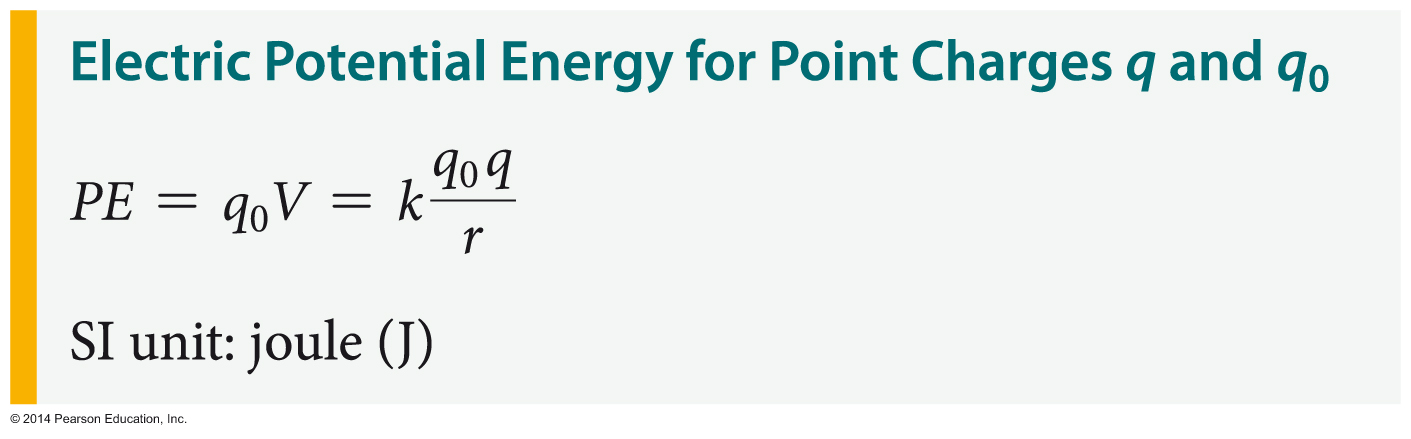 Electric Potential Energy for Point Charges q and q₀
PE = q₀V = k q₀q / r
SI unit: joule (J)
© 2014 Pearson Education, Inc.